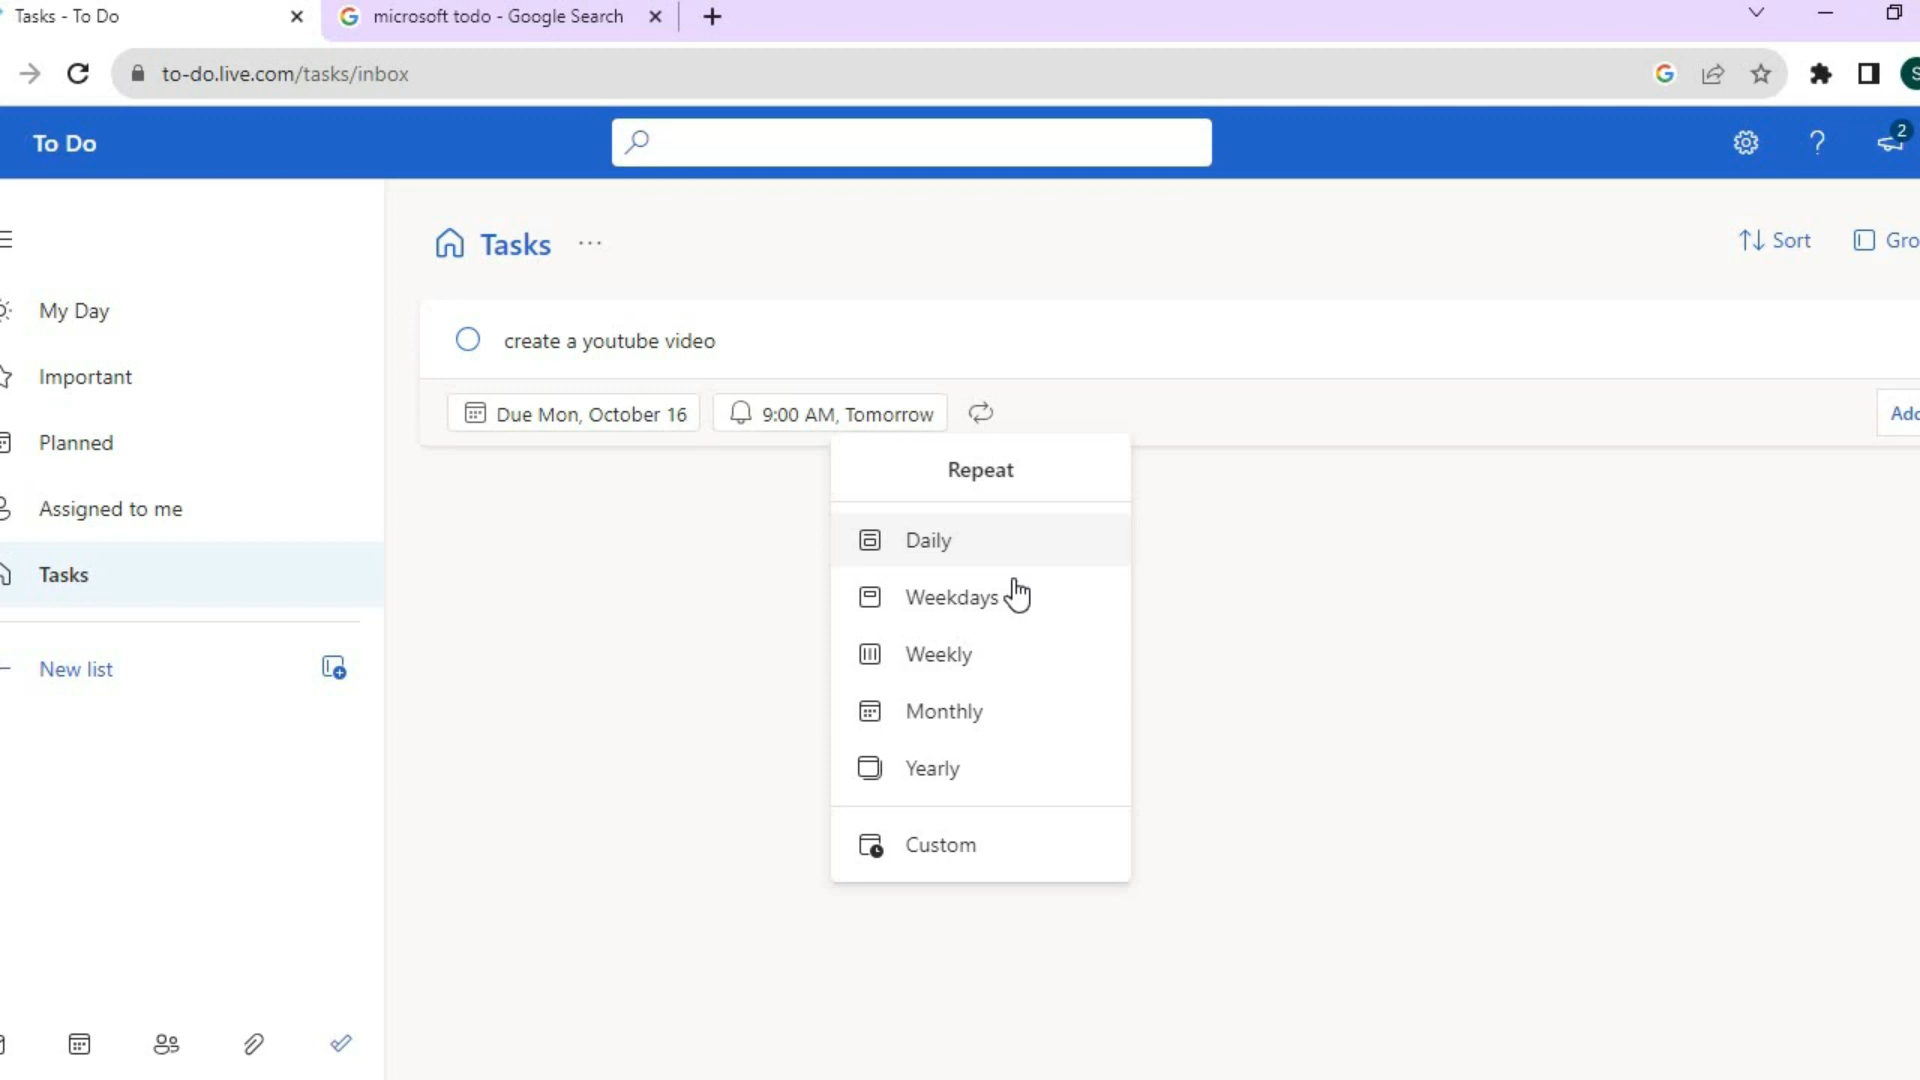 Tasks - To Do
microsoft todo - Google Search
to-do.live.com/tasks/inbox
To Do
2
Tasks
Sort
Gro
My Day
create a youtube video
Important
Due Mon, October 16
9:00 AM, Tomorrow
Add
Planned
Repeat
Assigned to me
Daily
Tasks
Weekdays
Weekly
New list
Monthly
Yearly
Custom